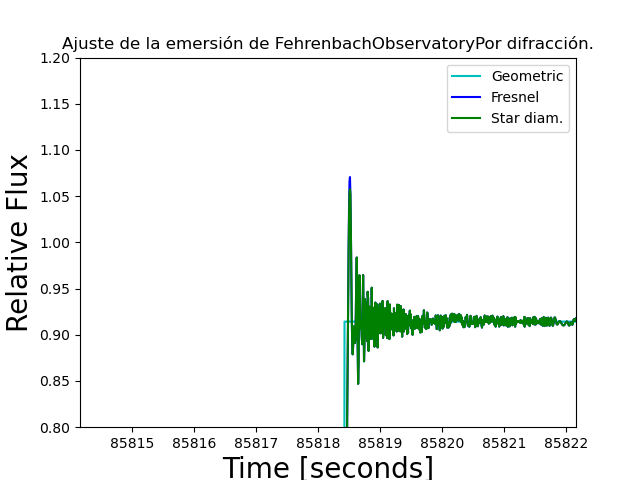 Ajuste de la emersión de FehrenbachObservatoryPor difracción.
Geometric
Fresnel
Star diam.
Relative Flux
1.20
1.15
1.10
1.05
1.00
0.95
0.90
0.85
0.80
85815 85816 85817 85818 85819 85820 85821 85822
Time [seconds]